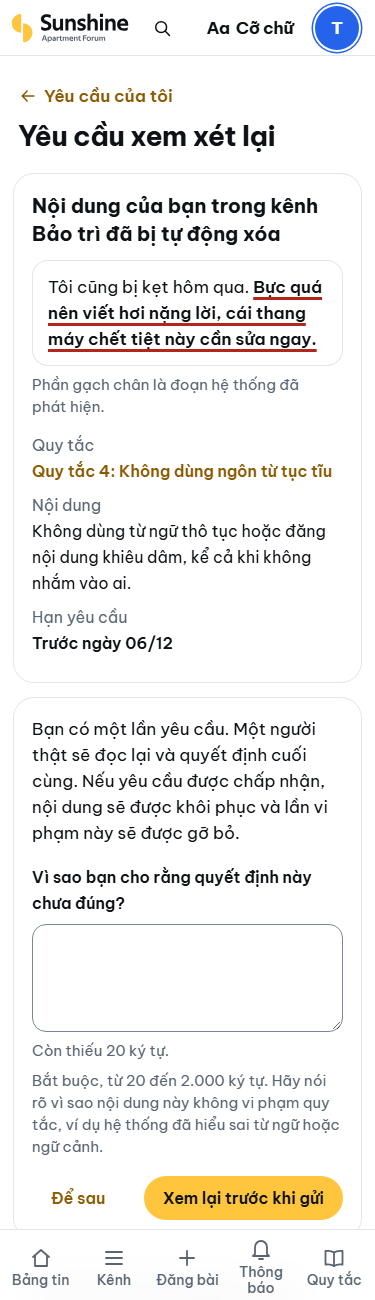 Sunshine
Apartment Forum
Aa Cỡ chữ
T
← Yêu cầu của tôi
Yêu cầu xem xét lại
Nội dung của bạn trong kênh
Bảo trì đã bị tự động xóa
Tôi cũng bị kẹt hôm qua. Bực quá
nên viết hơi nặng lời, cái thang
máy chết tiệt này cần sửa ngay.
Phần gạch chân là đoạn hệ thống đã
phát hiện.
Quy tắc
Quy tắc 4: Không dùng ngôn từ tục tĩu
Nội dung
Không dùng từ ngữ thô tục hoặc đăng
nội dung khiêu dâm, kể cả khi không
nhắm vào ai.
Hạn yêu cầu
Trước ngày 06/12
Bạn có một lần yêu cầu. Một người
thật sẽ đọc lại và quyết định cuối
cùng. Nếu yêu cầu được chấp nhận,
nội dung sẽ được khôi phục và lần vi
phạm này sẽ được gỡ bỏ.
Vì sao bạn cho rằng quyết định này
chưa đúng?
Còn thiếu 20 ký tự.
Bắt buộc, từ 20 đến 2.000 ký tự. Hãy nói
rõ vì sao nội dung này không vi phạm quy
tắc, ví dụ hệ thống đã hiểu sai từ ngữ hoặc
ngữ cảnh.
Để sau
Xem lại trước khi gửi
Bảng tin
Kênh
Đăng bài
Thông
báo
Quy tắc